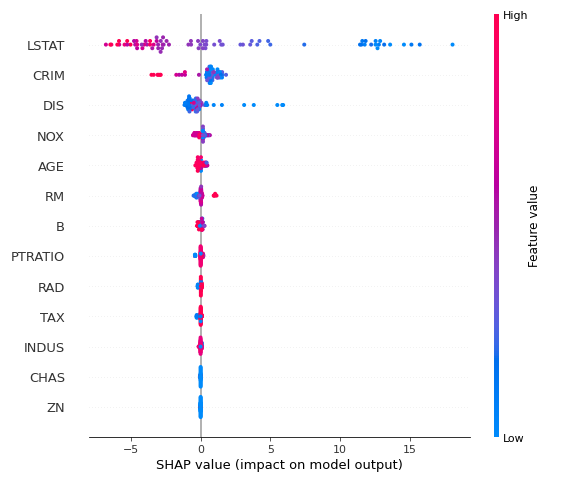 High
LSTAT
CRIM
DIS
NOX
AGE
RM
B
PTRATIO
RAD
TAX
INDUS
CHAS
ZN
Feature value
Low
−5 0 5 10 15
SHAP value (impact on model output)